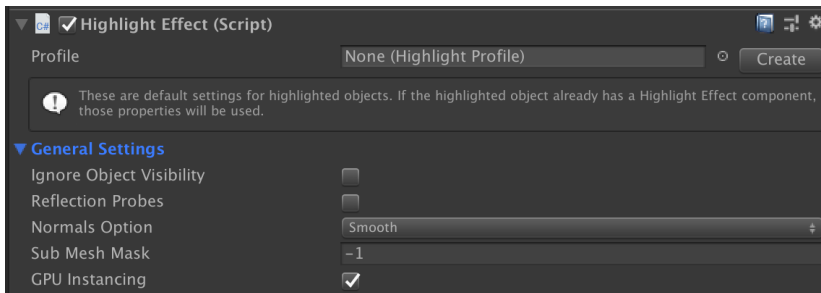 Highlight Effect (Script)
Profile None (Highlight Profile) Create
These are default settings for highlighted objects. If the highlighted object already has a Highlight Effect component,
those properties will be used.
General Settings
Ignore Object Visibility
Reflection Probes
Normals Option Smooth
Sub Mesh Mask -1
GPU Instancing